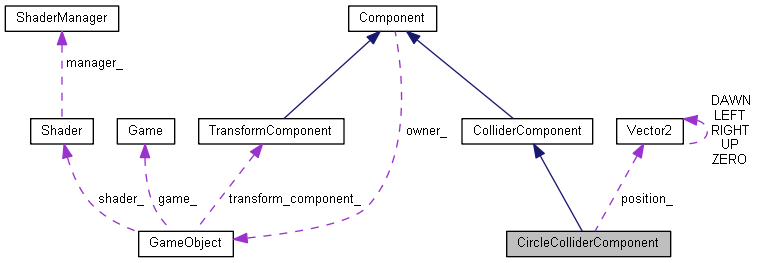 ShaderManager
Component
manager_
DAWN
LEFT
RIGHT
UP
ZERO
Shader
Game
TransformComponent
owner_
ColliderComponent
Vector2
shader_
game_
transform_component_
position_
GameObject
CircleColliderComponent